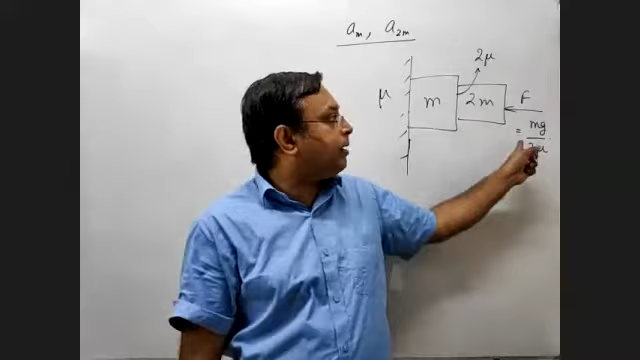 a_m, a_2m
2μ
μ
m
2m
F
= mg